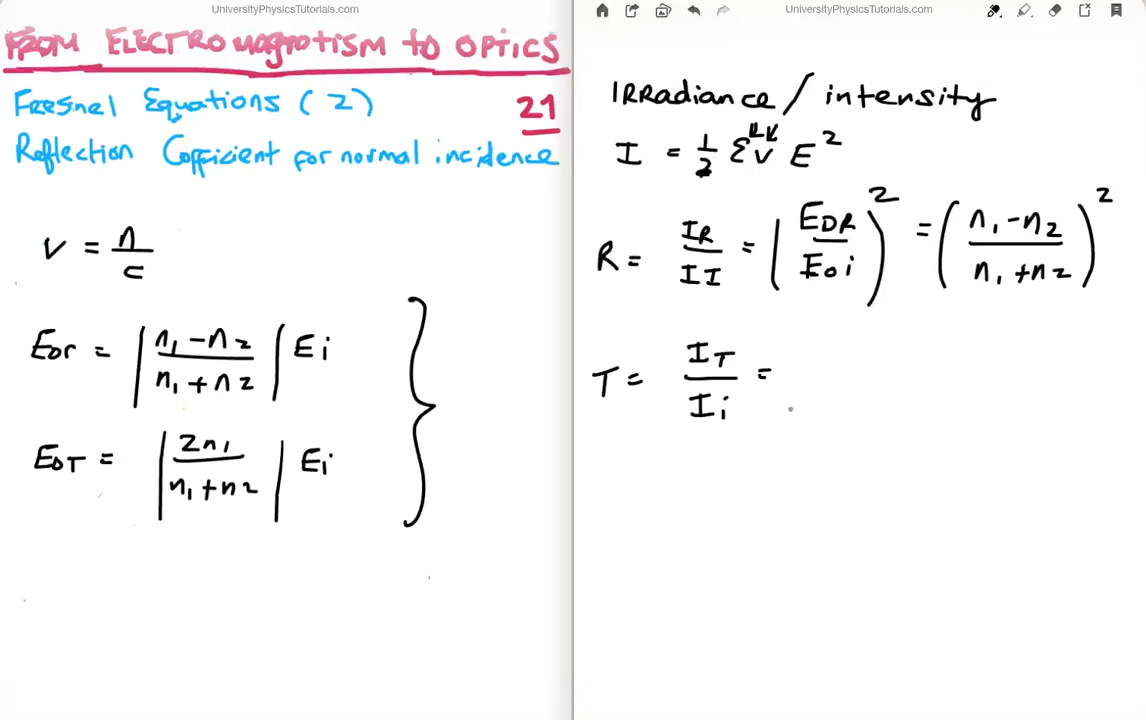 UniversityPhysicsTutorials.com
FROM ELECTROmagnotism to OPTICS
Fresnel Equations (2) 21
Reflection Cofficient for normal incidence
V = n/c
E0r = |n1-n2 / n1+n2| Ei
E0T = |2n1 / n1+n2| Ei
UniversityPhysicsTutorials.com
IRRadiance/intensity
I = 1/2 εv E²
R = IR/II = (E0R/E0i)² = (n1-n2 / n1+n2)²
T = IT/Ii =